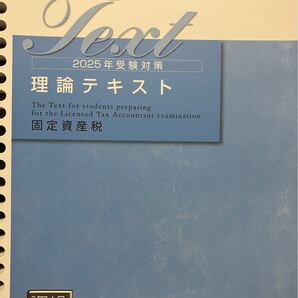 Text
2025年受験対策
理論テキスト
The Text for students preparing
for the Licensed Tax Accountant examination
固定資産税